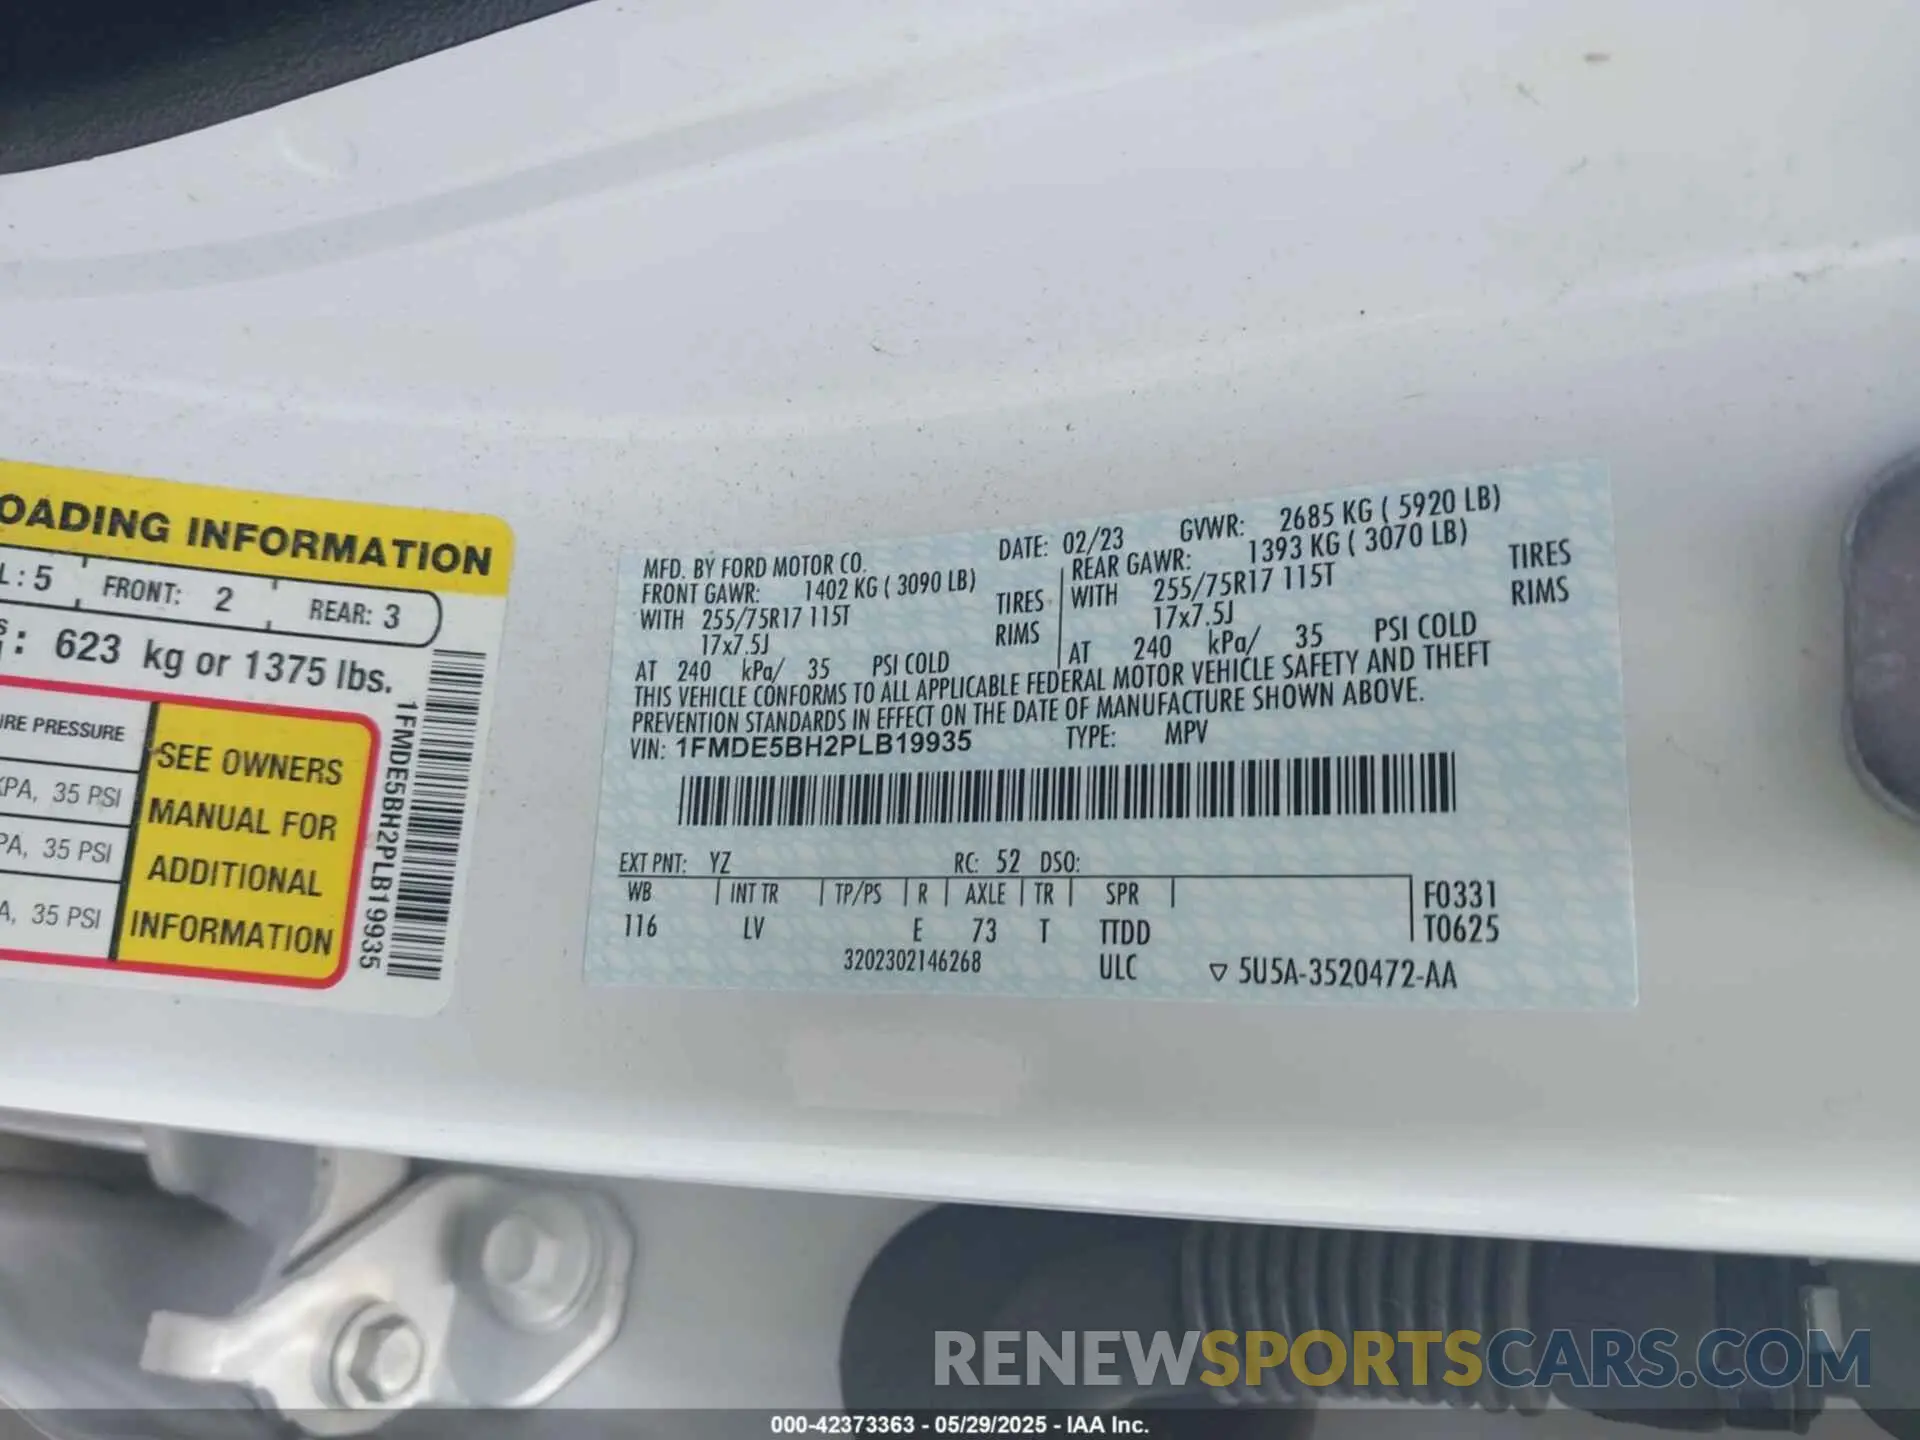 OADING INFORMATION
L: 5 FRONT: 2 REAR: 3
: 623 kg or 1375 lbs.
IRE PRESSURE
KPA, 35 PSI
PA, 35 PSI
A, 35 PSI
SEE OWNERS
MANUAL FOR
ADDITIONAL
INFORMATION
1FMDE5BH2PLB19935
MFD. BY FORD MOTOR CO. DATE: 02/23 GVWR: 2685 KG ( 5920 LB)
FRONT GAWR: 1402 KG ( 3090 LB) REAR GAWR: 1393 KG ( 3070 LB)
WITH 255/75R17 115T TIRES WITH 255/75R17 115T TIRES
17x7.5J RIMS 17x7.5J RIMS
AT 240 kPa/ 35 PSI COLD AT 240 kPa/ 35 PSI COLD
THIS VEHICLE CONFORMS TO ALL APPLICABLE FEDERAL MOTOR VEHICLE SAFETY AND THEFT
PREVENTION STANDARDS IN EFFECT ON THE DATE OF MANUFACTURE SHOWN ABOVE.
VIN: 1FMDE5BH2PLB19935 TYPE: MPV
EXT PNT: YZ RC: 52 DSO:
WB INT TR TP/PS R AXLE TR SPR F0331
116 LV E 73 T TTDD T0625
3202302146268 ULC ▽ 5U5A-3520472-AA
RENEWSPORTSCARS.COM
000-42373363 - 05/29/2025 - IAA Inc.